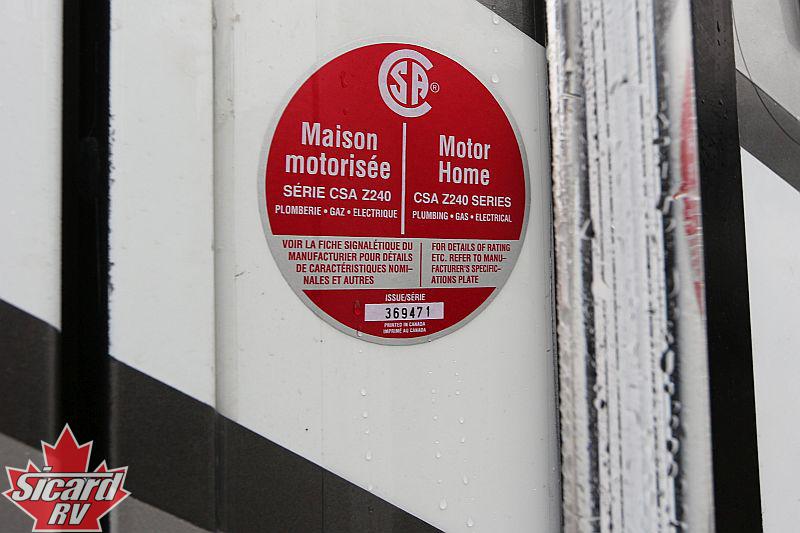 CSA®
Maison
motorisée
SÉRIE CSA Z240
PLOMBERIE • GAZ • ELECTRIQUE
Motor
Home
CSA Z240 SERIES
PLUMBING • GAS • ELECTRICAL
VOIR LA FICHE SIGNALÉTIQUE DU
MANUFACTURIER POUR DÉTAILS
DE CARACTÉRISTIQUES NOMI-
NALES ET AUTRES
FOR DETAILS OF RATING
ETC. REFER TO MANU-
FACTURER'S SPECIFIC-
ATIONS PLATE
ISSUE/SÉRIE
369471
PRINTED IN CANADA
IMPRIMÉ AU CANADA
Sicard
RV